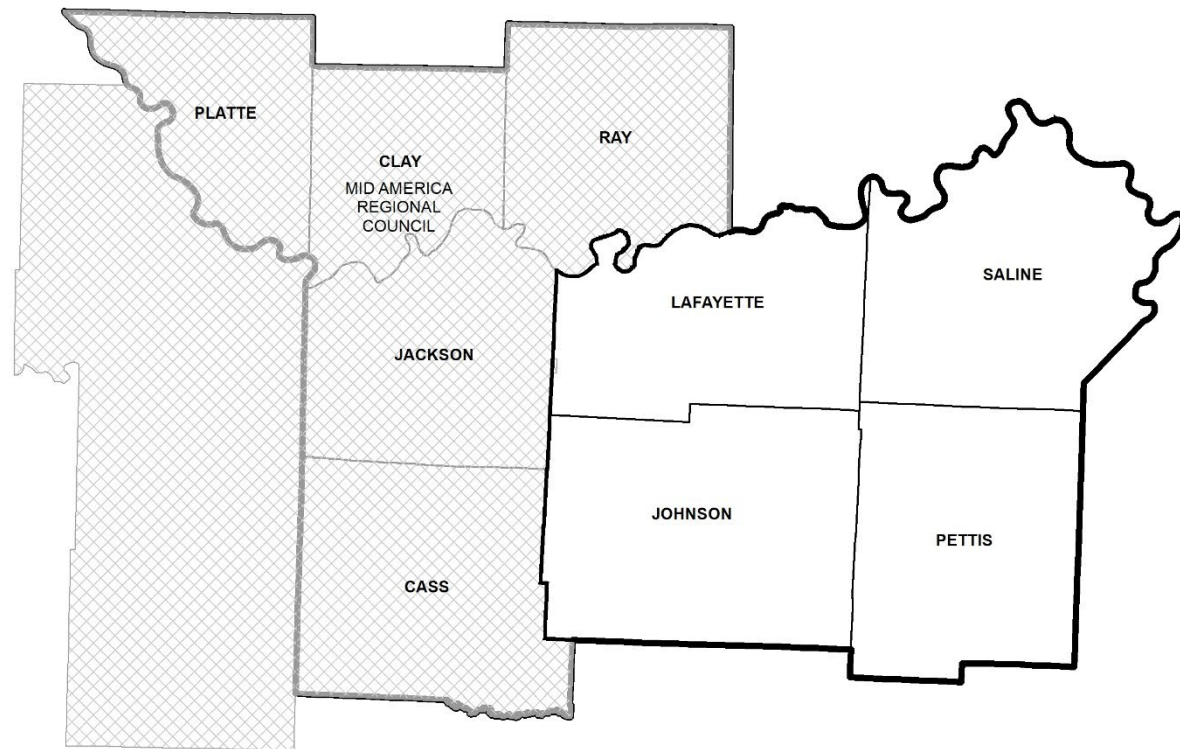 PLATTE
RAY
CLAY
MID AMERICA
REGIONAL
COUNCIL
SALINE
LAFAYETTE
JACKSON
JOHNSON
PETTIS
CASS